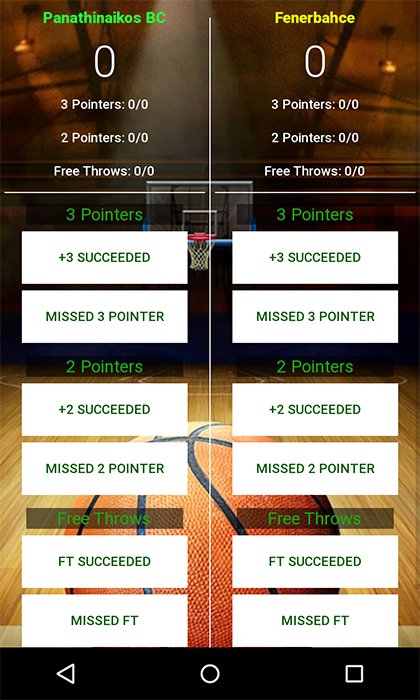 Panathinaikos BC
0
3 Pointers: 0/0
2 Pointers: 0/0
Free Throws: 0/0
3 Pointers
+3 SUCCEEDED
MISSED 3 POINTER
2 Pointers
+2 SUCCEEDED
MISSED 2 POINTER
Free Throws
FT SUCCEEDED
MISSED FT
Fenerbahce
0
3 Pointers: 0/0
2 Pointers: 0/0
Free Throws: 0/0
3 Pointers
+3 SUCCEEDED
MISSED 3 POINTER
2 Pointers
+2 SUCCEEDED
MISSED 2 POINTER
Free Throws
FT SUCCEEDED
MISSED FT